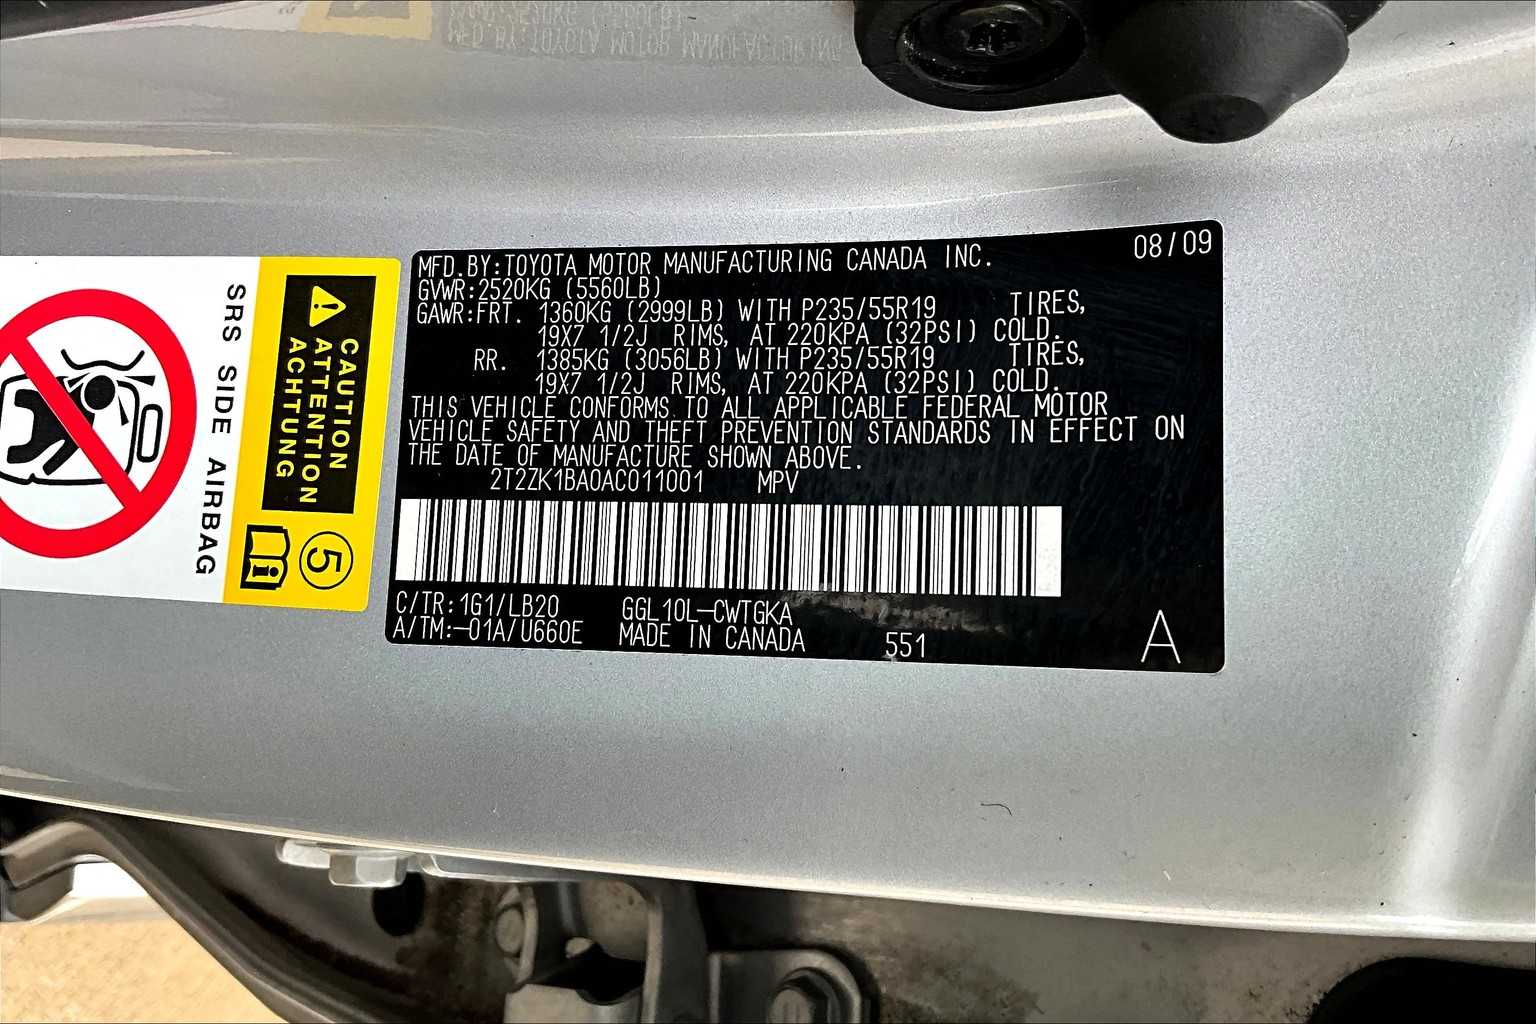 MFD.BY:TOYOTA MOTOR MANUFACTURING CANADA INC. 08/09
GVWR:2520KG (5560LB)
GAWR:FRT. 1360KG (2999LB) WITH P235/55R19 TIRES,
19X7 1/2J RIMS, AT 220KPA (32PSI) COLD.
RR. 1385KG (3056LB) WITH P235/55R19 TIRES,
19X7 1/2J RIMS, AT 220KPA (32PSI) COLD.
THIS VEHICLE CONFORMS TO ALL APPLICABLE FEDERAL MOTOR
VEHICLE SAFETY AND THEFT PREVENTION STANDARDS IN EFFECT ON
THE DATE OF MANUFACTURE SHOWN ABOVE.
2T2ZK1BA0AC011001 MPV
C/TR:1G1/LB20 GGL10L-CWTGKA
A/TM:-01A/U660E MADE IN CANADA 551 A
CAUTION
ATTENTION
ACHTUNG
5
SRS SIDE AIRBAG